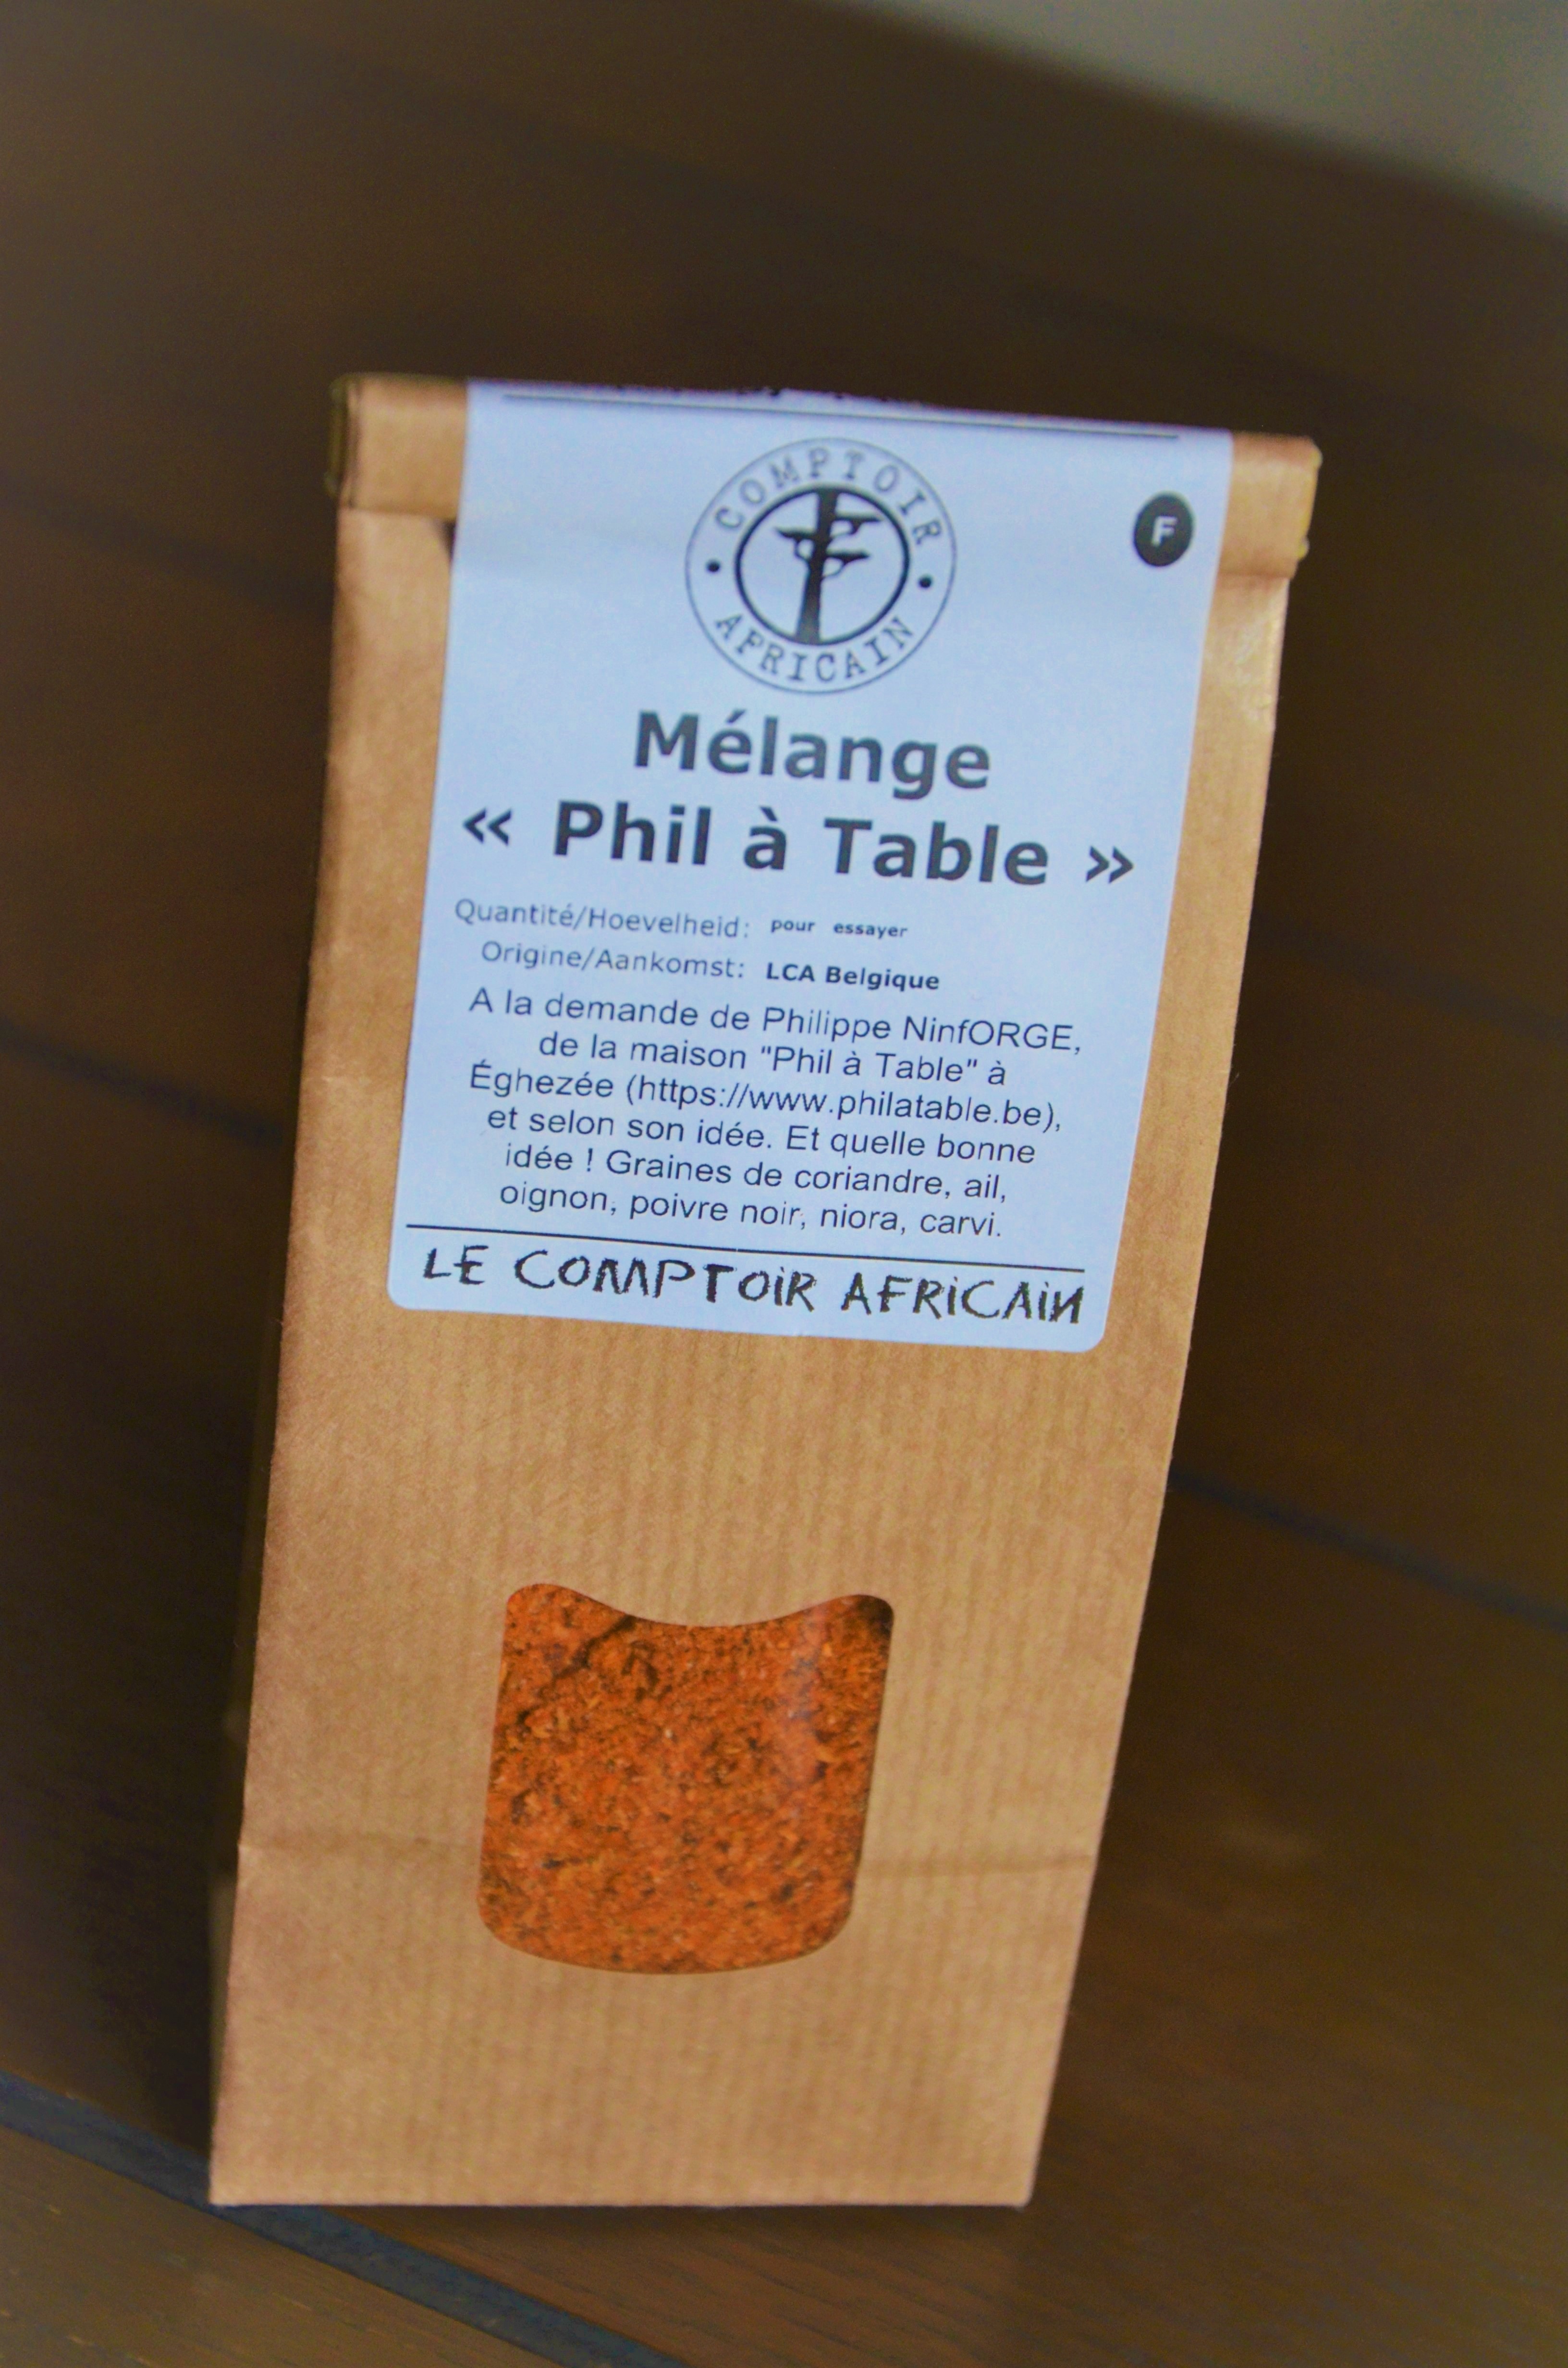 COMPTOIR
AFRICAIN
F
Mélange
« Phil à Table »
Quantité/Hoevelheid: pour essayer
Origine/Aankomst: LCA Belgique
A la demande de Philippe NinfORGE,
de la maison "Phil à Table" à
Éghezée (https://www.philatable.be),
et selon son idée. Et quelle bonne
idée ! Graines de coriandre, ail,
oignon, poivre noir, niora, carvi.
LE COMPTOIR AFRICAIN